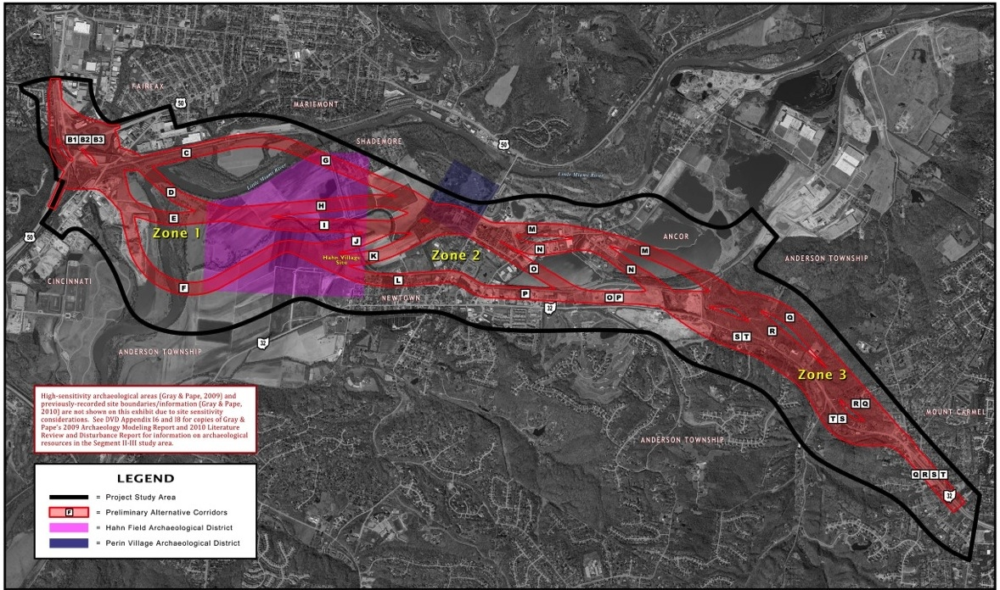 FAIRFAX
50
MARIEMONT
B1 B2 B3
C
SHADEMORE
50
G
Little Miami River
Little Miami River
D
H
E
Zone 1
I
M
ANCOR
50
J
N
M
K
Hahn Village
Site
Zone 2
ANDERSON TOWNSHIP
O
N
CINCINNATI
L
F
P
O P
NEWTOWN
32
Q
R
S T
32
ANDERSON TOWNSHIP
Zone 3
High-sensitivity archaeological areas (Gray & Pape, 2009) and
previously-recorded site boundaries/information (Gray & Pape,
2010) are not shown on this exhibit due to site sensitivity
considerations. See DVD Appendix I6 and I8 for copies of Gray &
Pape's 2009 Archaeology Modeling Report and 2010 Literature
Review and Disturbance Report for information on archaeological
resources in the Segment II-III study area.
R Q
MOUNT CARMEL
T S
ANDERSON TOWNSHIP
Q R S T
32
LEGEND
= Project Study Area
F = Preliminary Alternative Corridors
= Hahn Field Archaeological District
= Perin Village Archaeological District